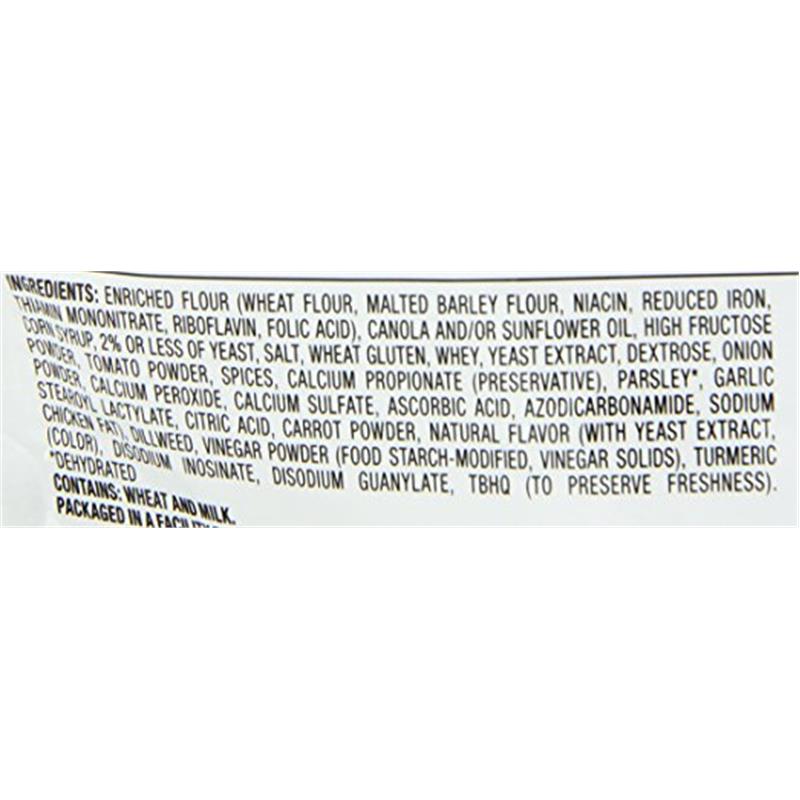 INGREDIENTS: ENRICHED FLOUR (WHEAT FLOUR, MALTED BARLEY FLOUR, NIACIN, REDUCED IRON,
THIAMIN MONONITRATE, RIBOFLAVIN, FOLIC ACID), CANOLA AND/OR SUNFLOWER OIL, HIGH FRUCTOSE
CORN SYRUP, 2% OR LESS OF YEAST, SALT, WHEAT GLUTEN, WHEY, YEAST EXTRACT, DEXTROSE, ONION
POWDER, TOMATO POWDER, SPICES, CALCIUM PROPIONATE (PRESERVATIVE), PARSLEY*, GARLIC
POWDER, CALCIUM PEROXIDE, CALCIUM SULFATE, ASCORBIC ACID, AZODICARBONAMIDE, SODIUM
STEAROYL LACTYLATE, CITRIC ACID, CARROT POWDER, NATURAL FLAVOR (WITH YEAST EXTRACT,
CHICKEN FAT), DILLWEED, VINEGAR POWDER (FOOD STARCH-MODIFIED, VINEGAR SOLIDS), TURMERIC
(COLOR), DISODIUM INOSINATE, DISODIUM GUANYLATE, TBHQ (TO PRESERVE FRESHNESS).
*DEHYDRATED
CONTAINS: WHEAT AND MILK.
PACKAGED IN A